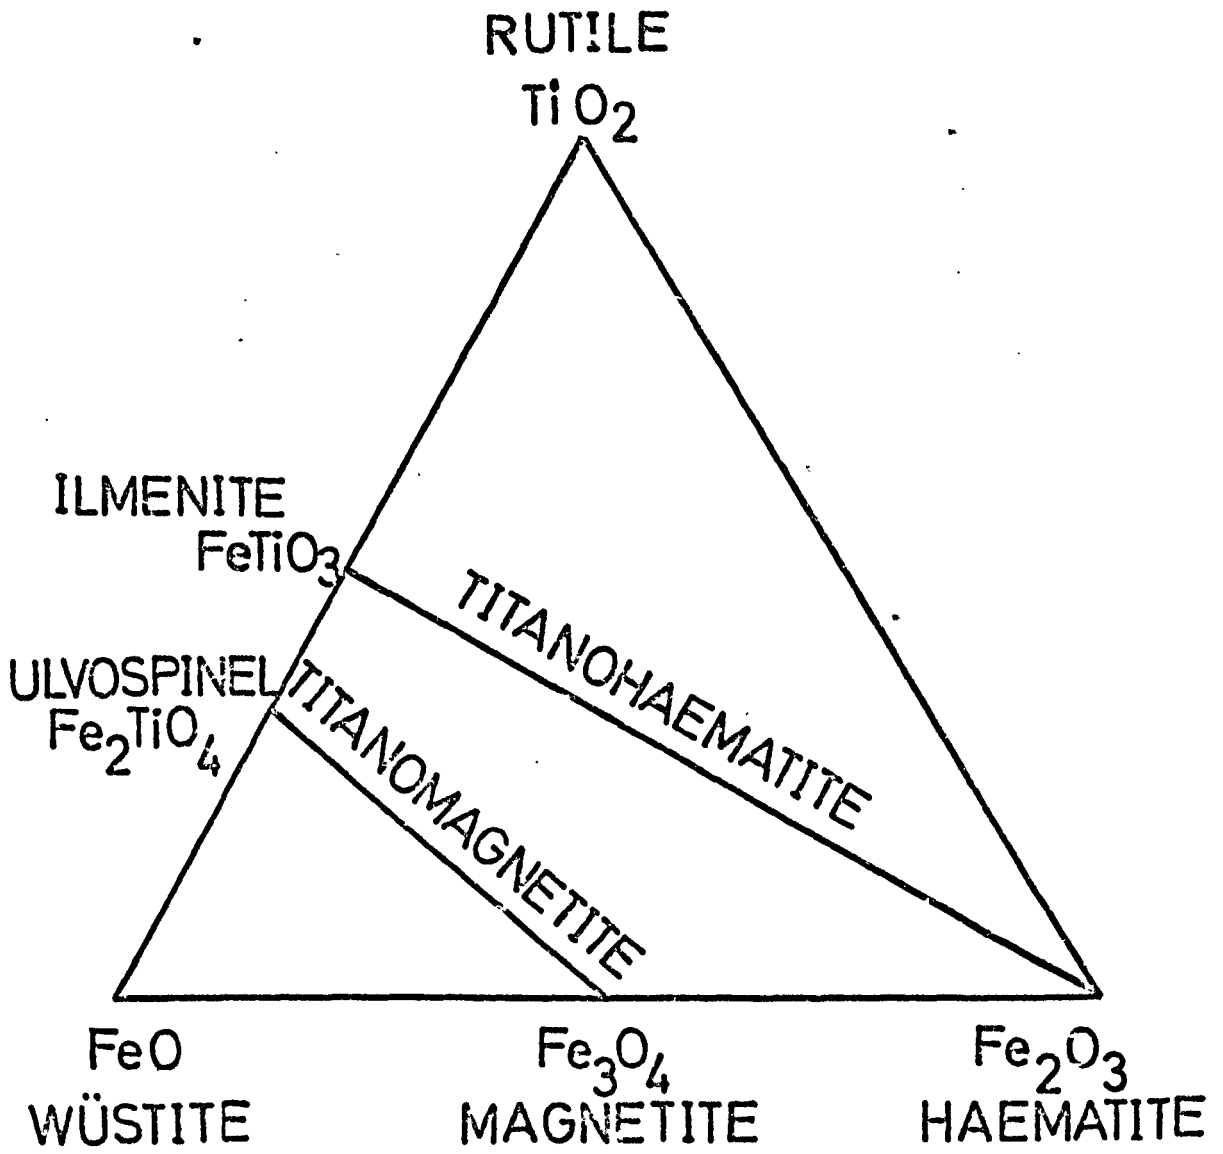 RUTILE
TiO2
ILMENITE
FeTiO3
TITANOHAEMATITE
ULVOSPINEL
Fe2TiO4
TITANOMAGNETITE
FeO
Fe3O4
Fe2O3
WÜSTITE
MAGNETITE
HAEMATITE